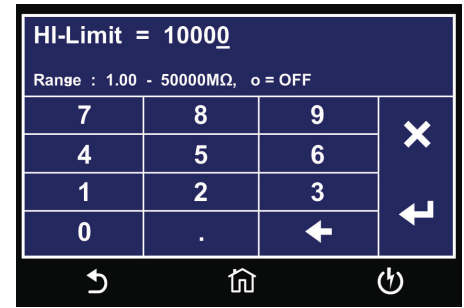 HI-Limit = 10000
Range : 1.00 - 50000MΩ, o = OFF
7 8 9
4 5 6
1 2 3
0 .